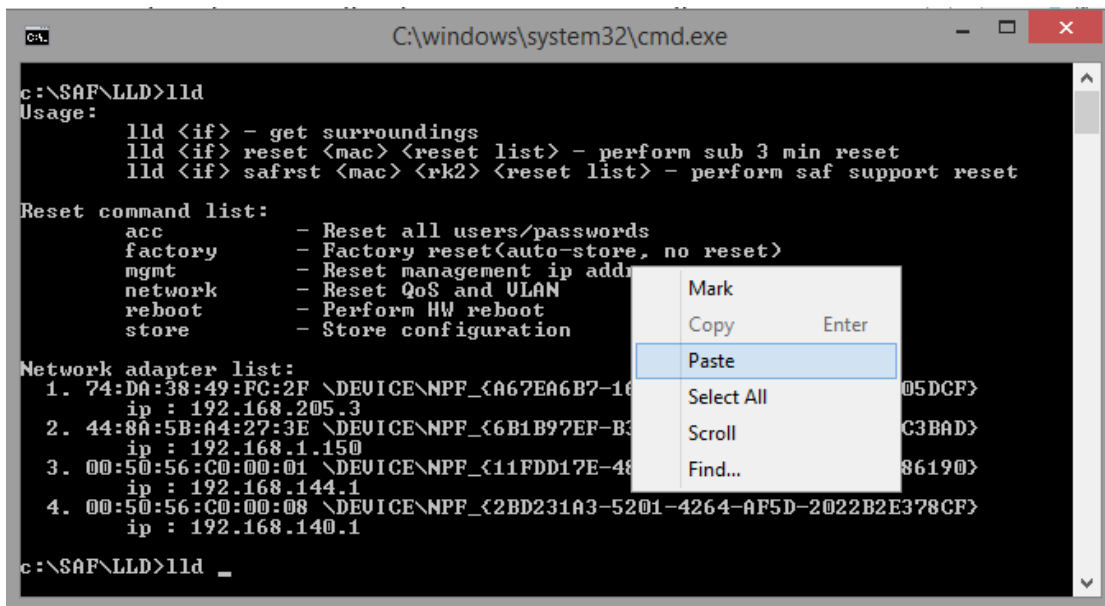 C:\windows\system32\cmd.exe
c:\SAF\LLD>lld
Usage:
lld <if> - get surroundings
lld <if> reset <mac> <reset list> - perform sub 3 min reset
lld <if> safrst <mac> <rk2> <reset list> - perform saf support reset
Reset command list:
acc - Reset all users/passwords
factory - Factory reset(auto-store, no reset)
mgmt - Reset management ip addr
network - Reset QoS and VLAN
reboot - Perform HW reboot
store - Store configuration
Network adapter list:
1. 74:DA:38:49:FC:2F \DEVICE\NPF_{A67EA6B7-16 05DCF}
ip : 192.168.205.3
2. 44:8A:5B:A4:27:3E \DEVICE\NPF_{6B1B97EF-B3 C3BAD}
ip : 192.168.1.150
3. 00:50:56:C0:00:01 \DEVICE\NPF_{11FDD17E-48 86190}
ip : 192.168.144.1
4. 00:50:56:C0:00:08 \DEVICE\NPF_{2BD231A3-5201-4264-AF5D-2022B2E378CF}
ip : 192.168.140.1
c:\SAF\LLD>lld _
Mark
Copy Enter
Paste
Select All
Scroll
Find...